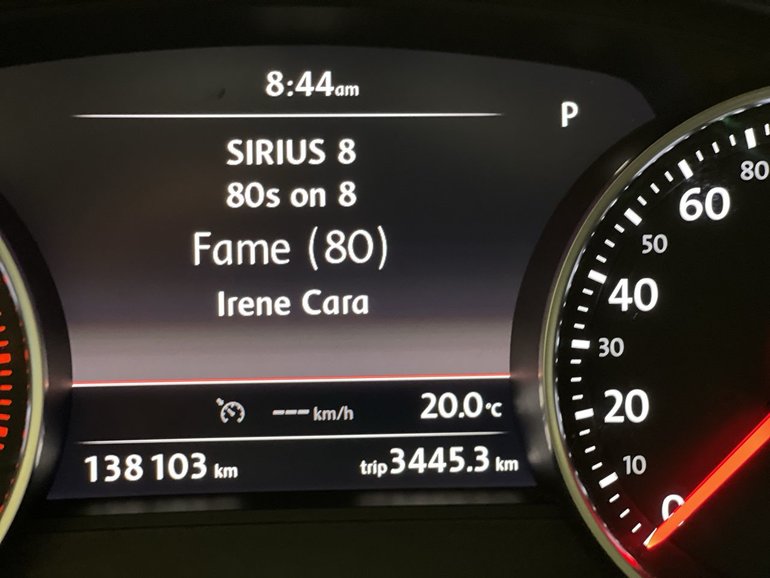 8:44am
P
SIRIUS 8
80s on 8
Fame (80)
Irene Cara
--- km/h
20.0°C
138 103 km
trip 3445.3 km
80
60
50
40
30
20
10
0